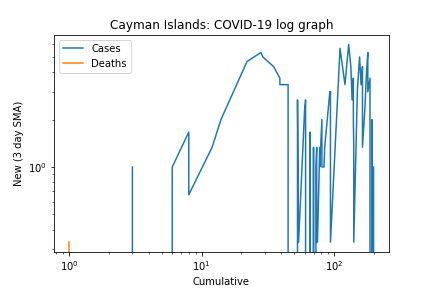 Cayman Islands: COVID-19 log graph
Cases
Deaths
New (3 day SMA)
10⁰
10⁰
10¹
10²
Cumulative